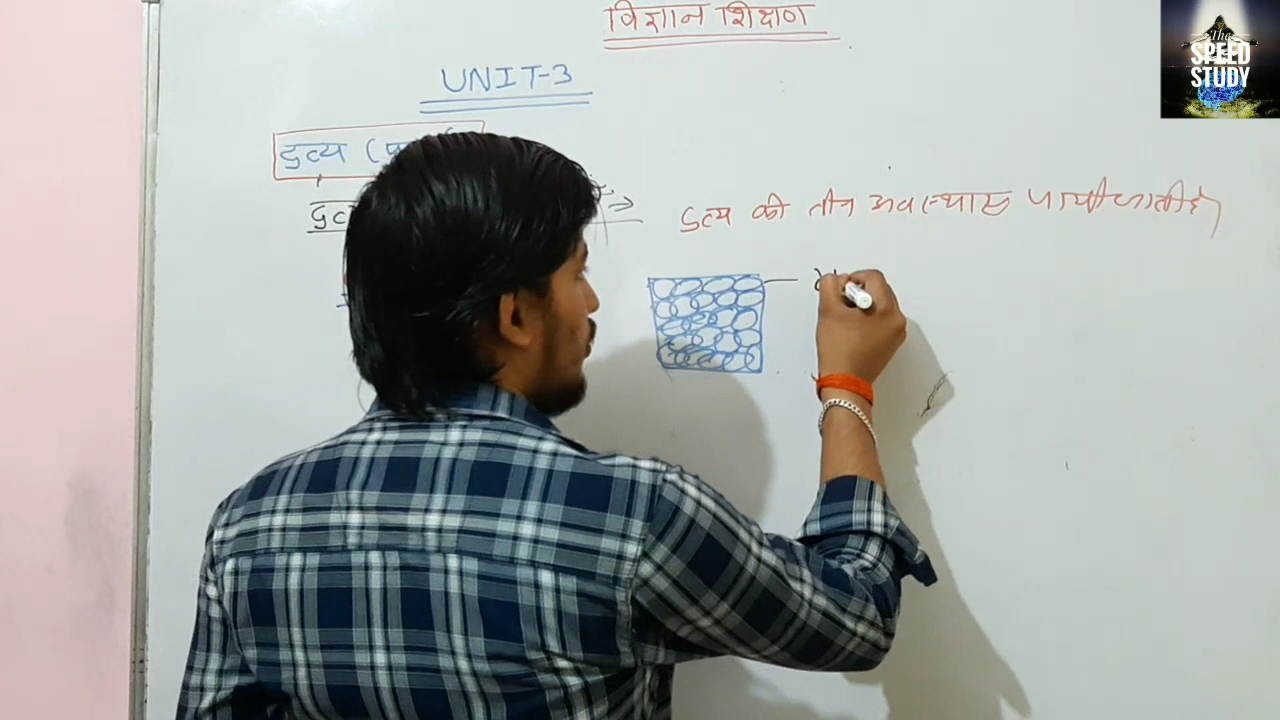 विज्ञान शिक्षण
The
SPEED
STUDY
UNIT-3
द्रव्य
द्रव्य की तीन अवस्थाए पायी जाती है